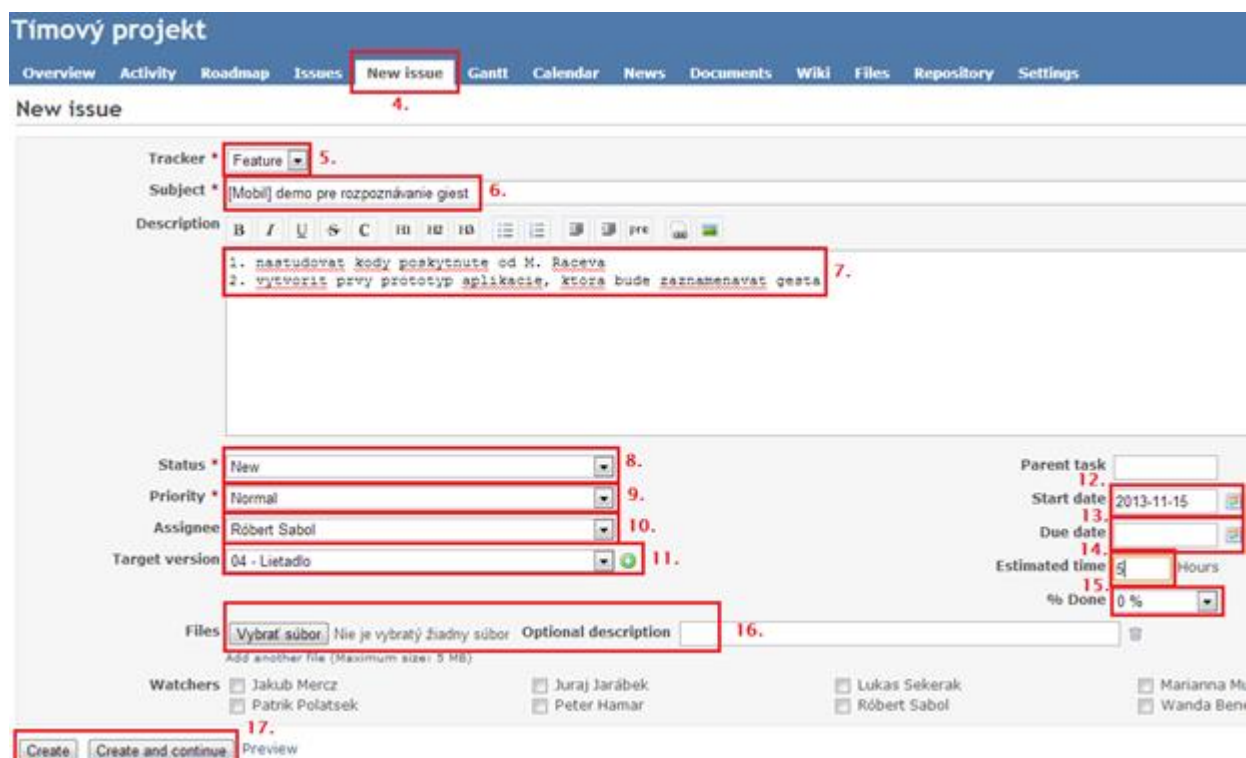 Tímový projekt
Overview Activity Roadmap Issues New issue Gantt Calendar News Documents Wiki Files Repository Settings
4.
New issue
Tracker * Feature 5.
Subject * [Mobil] demo pre rozpoznávanie giest 6.
Description B I U S C H1 H2 H3 pre
1. nastudovat kody poskytnute od M. Raceva
2. vytvorit prvy prototyp aplikacie, ktora bude zaznamenavat gesta
7.
Status * New 8.
Priority * Normal 9.
Assignee Róbert Sabol 10.
Target version 04 - Lietadlo 11.
Parent task
12.
Start date 2013-11-15
13.
Due date
14.
Estimated time 5 Hours
15.
% Done 0 %
Files Vybrať súbor Nie je vybratý žiadny súbor Optional description 16.
Add another file (Maximum size: 5 MB)
Watchers Jakub Mercz Juraj Jarábek Lukas Sekerak Marianna Mu
Patrik Polatsek Peter Hamar Róbert Sabol Wanda Bene
17.
Create Create and continue Preview